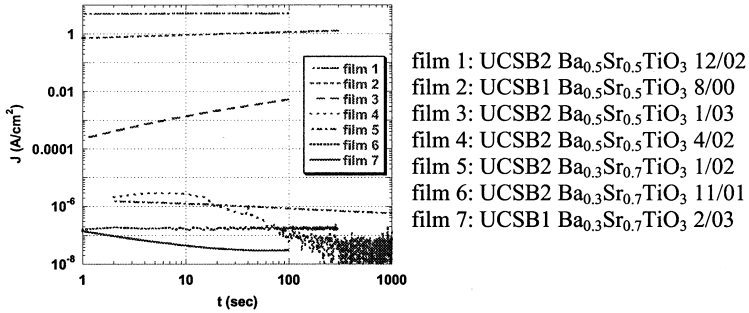 J (A/cm²)
1
0.01
0.0001
10⁻⁶
10⁻⁸
1
10
100
1000
t (sec)
film 1
film 2
film 3
film 4
film 5
film 6
film 7
film 1: UCSB2 Ba₀.₅Sr₀.₅TiO₃ 12/02
film 2: UCSB1 Ba₀.₅Sr₀.₅TiO₃ 8/00
film 3: UCSB2 Ba₀.₅Sr₀.₅TiO₃ 1/03
film 4: UCSB2 Ba₀.₅Sr₀.₅TiO₃ 4/02
film 5: UCSB2 Ba₀.₃Sr₀.₇TiO₃ 1/02
film 6: UCSB2 Ba₀.₃Sr₀.₇TiO₃ 11/01
film 7: UCSB1 Ba₀.₃Sr₀.₇TiO₃ 2/03